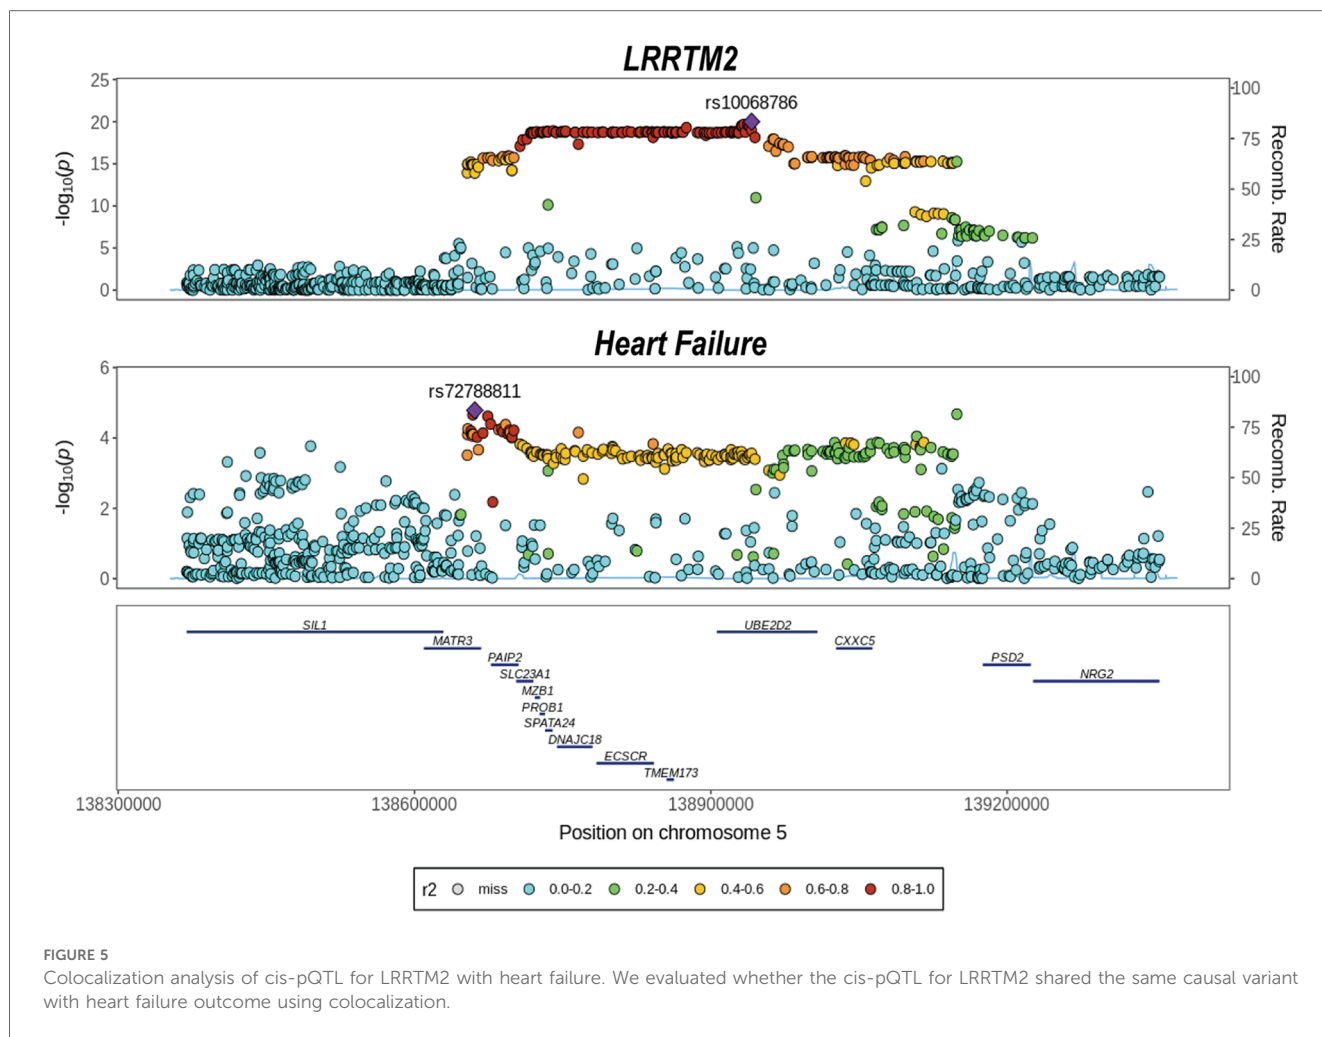 LRRTM2
rs10068786
-log10(p)
25
20
15
10
5
0
100
75
50
25
0
Recomb. Rate
Heart Failure
rs72788811
-log10(p)
6
4
2
0
100
75
50
25
0
Recomb. Rate
SIL1
UBE2D2
MATR3
CXXC5
PAIP2
PSD2
SLC23A1
NRG2
MZB1
PROB1
SPATA24
DNAJC18
ECSCR
TMEM173
138300000 138600000 138900000 139200000
Position on chromosome 5
r2 miss 0.0-0.2 0.2-0.4 0.4-0.6 0.6-0.8 0.8-1.0
FIGURE 5
Colocalization analysis of cis-pQTL for LRRTM2 with heart failure. We evaluated whether the cis-pQTL for LRRTM2 shared the same causal variant
with heart failure outcome using colocalization.